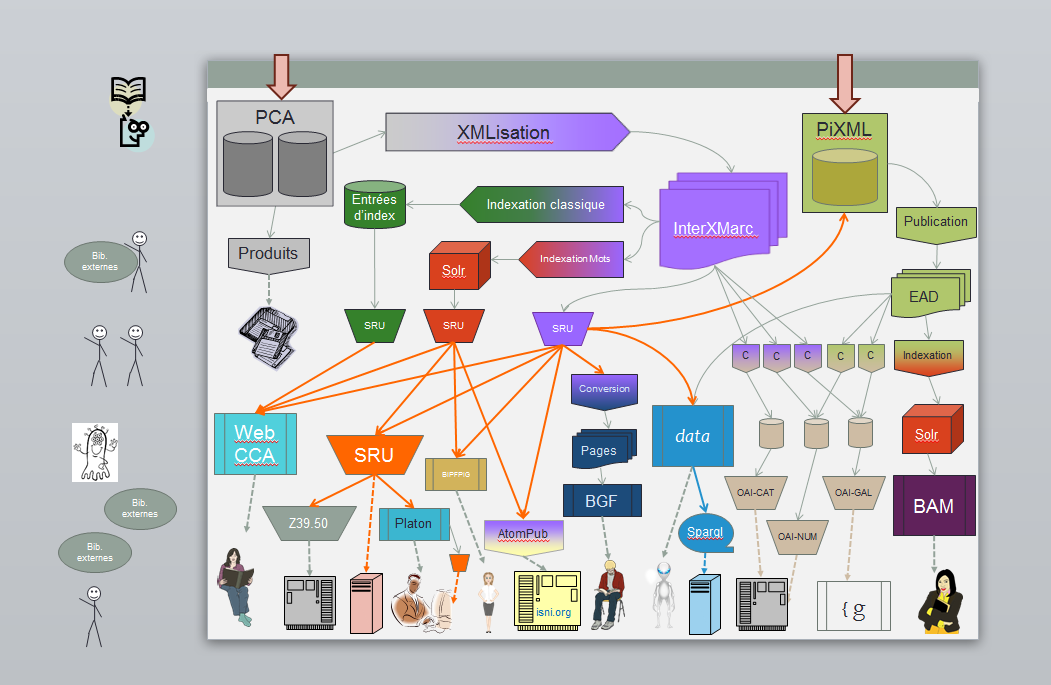 PCA
XMLisation
PiXML
Entrées
d'index
Indexation classique
InterXMarc
Publication
Bib.
externes
Produits
Solr
Indexation Mots
EAD
SRU
SRU
SRU
C
C
C
C
C
Indexation
Conversion
Web
CCA
SRU
data
Solr
Pages
BIPFPIG
BGF
OAI-CAT
OAI-GAL
BAM
Bib.
externes
Z39.50
Platon
AtomPub
Sparql
OAI-NUM
Bib.
externes
isni.org
{ g